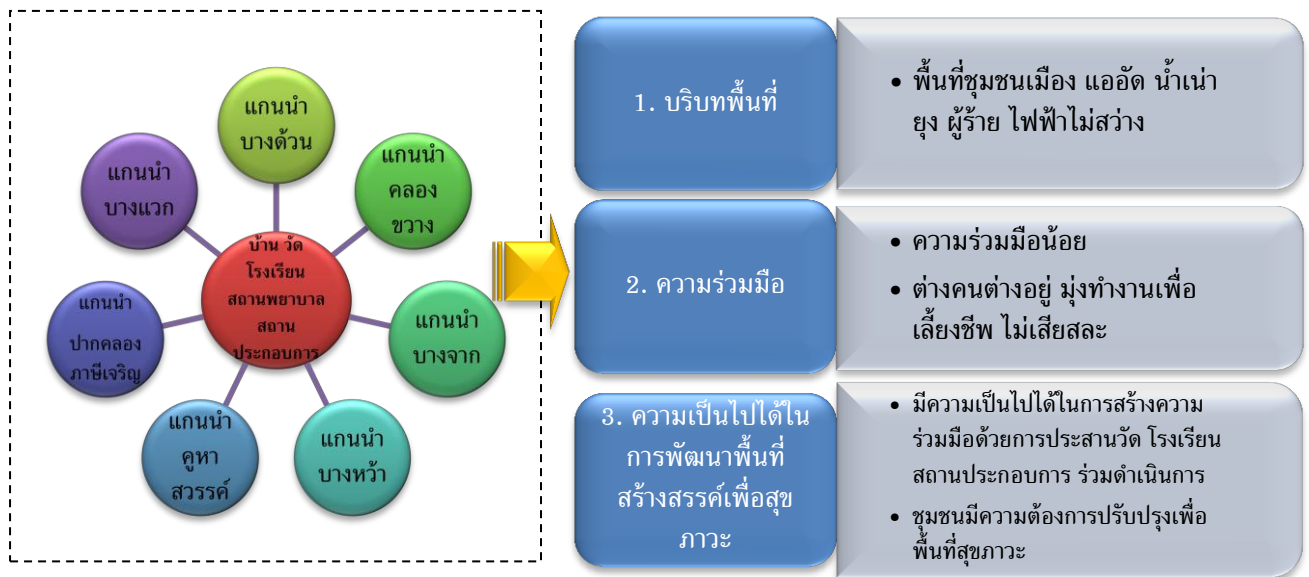 แกนนำ
บางด้วน
แกนนำ
คลอง
ขวาง
แกนนำ
บางจาก
แกนนำ
บางหว้า
แกนนำ
คูหา
สวรรค์
แกนนำ
ปากคลอง
ภาษีเจริญ
แกนนำ
บางแวก
บ้าน วัด
โรงเรียน
สถานพยาบาล
สถาน
ประกอบการ
1. บริบทพื้นที่
• พื้นที่ชุมชนเมือง แออัด น้ำเน่า
ยุง ผู้ร้าย ไฟฟ้าไม่สว่าง
2. ความร่วมมือ
• ความร่วมมือน้อย
• ต่างคนต่างอยู่ มุ่งทำงานเพื่อ
เลี้ยงชีพ ไม่เสียสละ
3. ความเป็นไปได้ใน
การพัฒนาพื้นที่
สร้างสรรค์เพื่อสุข
ภาวะ
• มีความเป็นไปได้ในการสร้างความ
ร่วมมือด้วยการประสานวัด โรงเรียน
สถานประกอบการ ร่วมดำเนินการ
• ชุมชนมีความต้องการปรับปรุงเพื่อ
พื้นที่สุขภาวะ